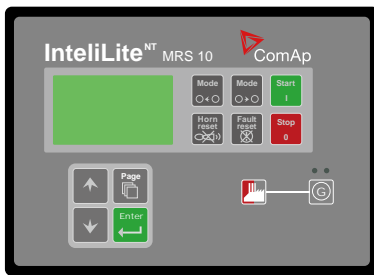 InteliLite NT MRS 10
ComAp
Mode Mode Start
I
Horn reset Fault reset Stop
0
Page
Enter
G